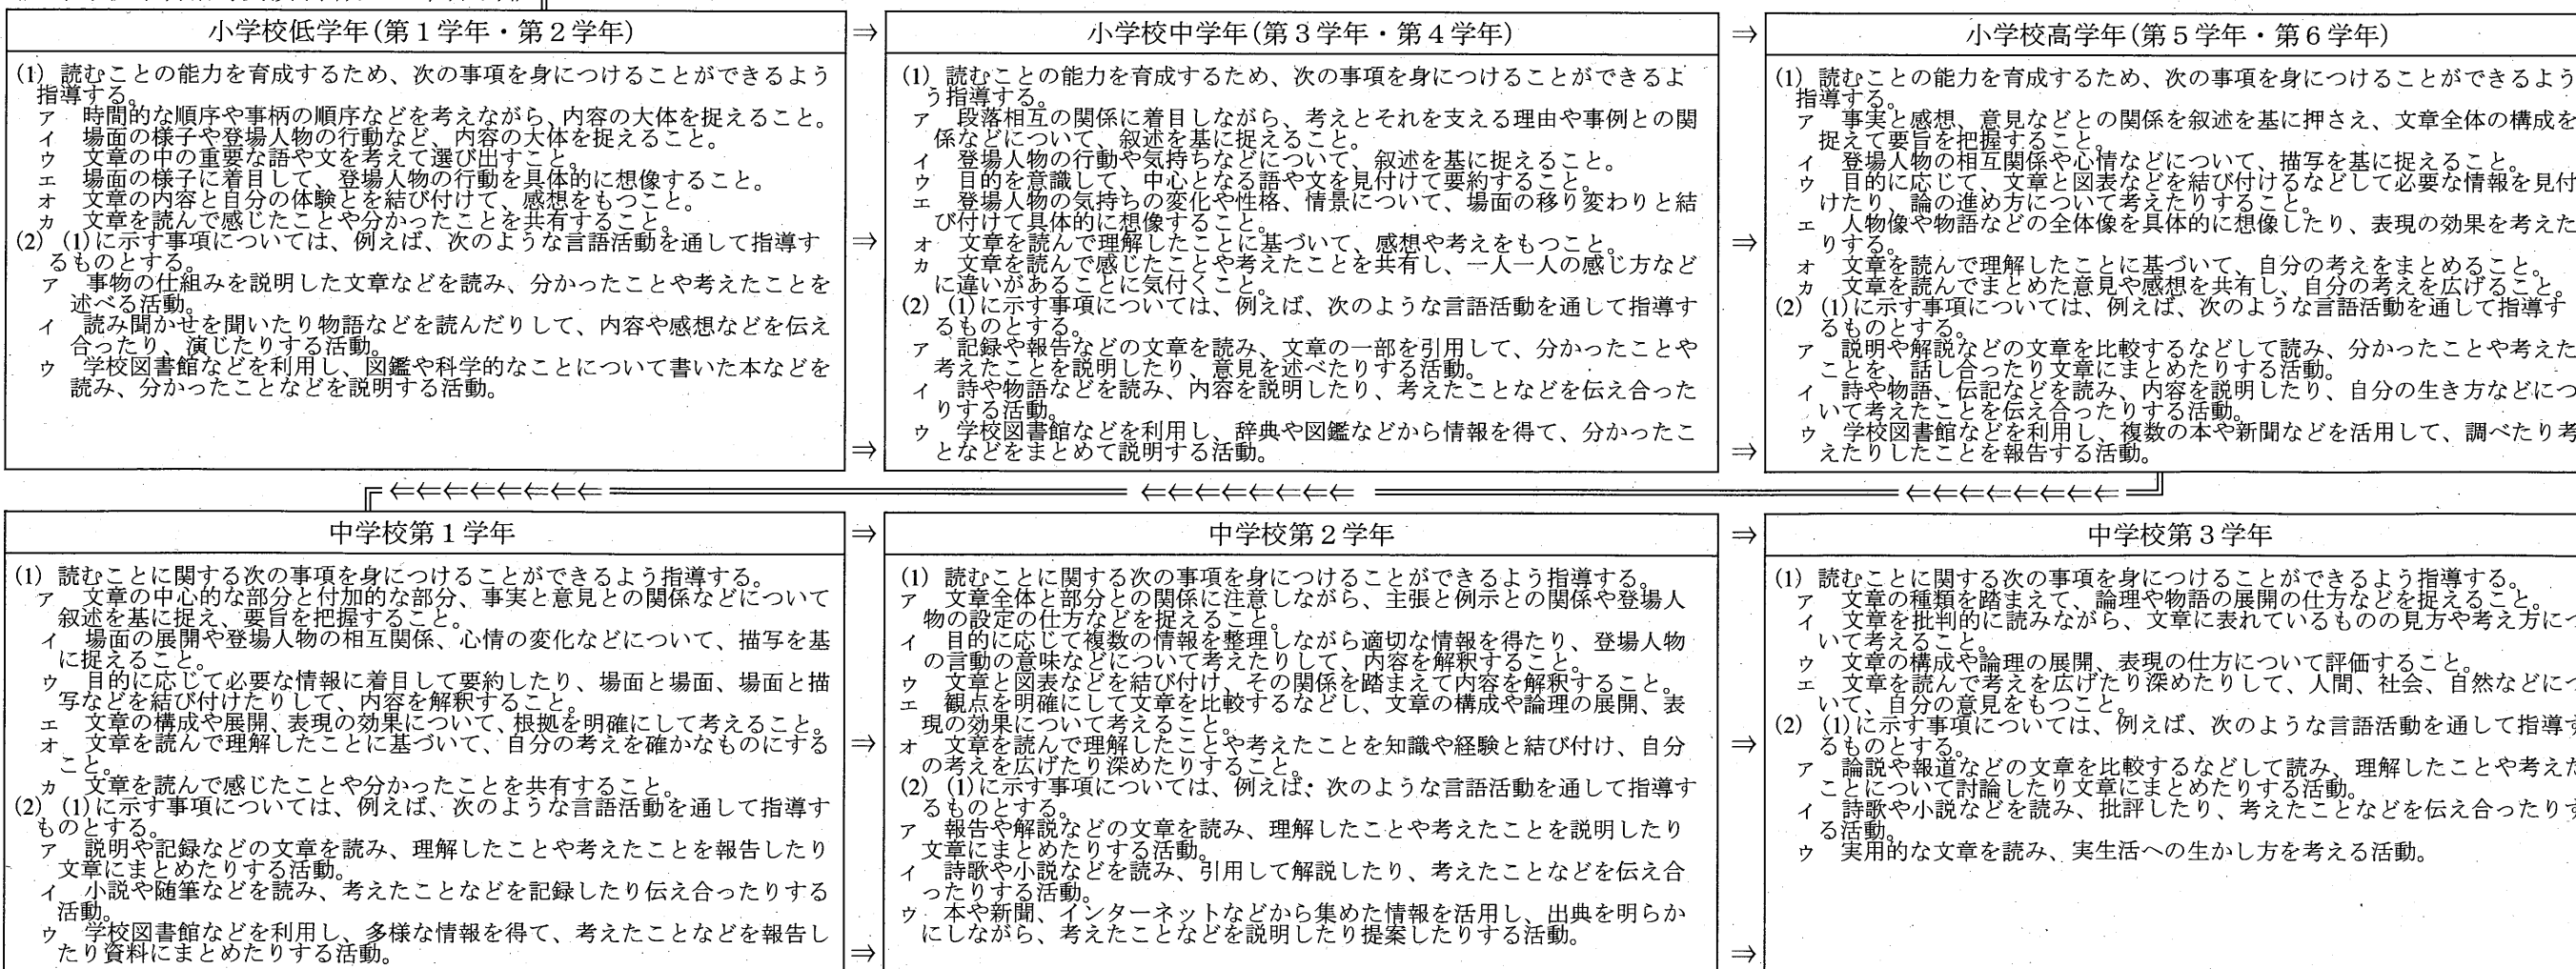 小学校低学年(第1学年・第2学年)
(1) 読むことの能力を育成するため、次の事項を身につけることができるよう
指導する。
ア 時間的な順序や事柄の順序などを考えながら、内容の大体を捉えること。
イ 場面の様子や登場人物の行動など、内容の大体を捉えること。
ウ 文章の中の重要な語や文を考えて選び出すこと。
エ 場面の様子に着目して、登場人物の行動を具体的に想像すること。
オ 文章の内容と自分の体験とを結び付けて、感想をもつこと。
カ 文章を読んで感じたことや分かったことを共有すること。
(2) (1)に示す事項については、例えば、次のような言語活動を通して指導す
るものとする。
ア 事物の仕組みを説明した文章などを読み、分かったことや考えたことを
述べる活動。
イ 読み聞かせを聞いたり物語などを読んだりして、内容や感想などを伝え
合ったり、演じたりする活動。
ウ 学校図書館などを利用し、図鑑や科学的なことについて書いた本などを
読み、分かったことなどを説明する活動。
⇒
⇒
⇒
小学校中学年(第3学年・第4学年)
(1) 読むことの能力を育成するため、次の事項を身につけることができるよ
う指導する。
ア 段落相互の関係に着目しながら、考えとそれを支える理由や事例との関
係などについて、叙述を基に捉えること。
イ 登場人物の行動や気持ちなどについて、叙述を基に捉えること。
ウ 目的を意識して、中心となる語や文を見付けて要約すること。
エ 登場人物の気持ちの変化や性格、情景について、場面の移り変わりと結
び付けて具体的に想像すること。
オ 文章を読んで理解したことに基づいて、感想や考えをもつこと。
カ 文章を読んで感じたことや考えたことを共有し、一人一人の感じ方など
に違いがあることに気付くこと。
(2) (1)に示す事項については、例えば、次のような言語活動を通して指導す
るものとする。
ア 記録や報告などの文章を読み、文章の一部を引用して、分かったことや
考えたことを説明したり、意見を述べたりする活動。
イ 詩や物語などを読み、内容を説明したり、考えたことなどを伝え合った
りする活動。
ウ 学校図書館などを利用し、辞典や図鑑などから情報を得て、分かったこ
となどをまとめて説明する活動。
⇒
⇒
⇒
小学校高学年(第5学年・第6学年)
(1) 読むことの能力を育成するため、次の事項を身につけることができるよう
指導する。
ア 事実と感想、意見などとの関係を叙述を基に押さえ、文章全体の構成を
捉えて要旨を把握すること。
イ 登場人物の相互関係や心情などについて、描写を基に捉えること。
ウ 目的に応じて、文章と図表などを結び付けるなどして必要な情報を見付
けたり、論の進め方について考えたりすること。
エ 人物像や物語などの全体像を具体的に想像したり、表現の効果を考えた
りする。
オ 文章を読んで理解したことに基づいて、自分の考えをまとめること。
カ 文章を読んでまとめた意見や感想を共有し、自分の考えを広げること。
(2) (1)に示す事項については、例えば、次のような言語活動を通して指導す
るものとする。
ア 説明や解説などの文章を比較するなどして読み、分かったことや考えた
ことを、話し合ったり文章にまとめたりする活動。
イ 詩や物語、伝記などを読み、内容を説明したり、自分の生き方などにつ
いて考えたことを伝え合ったりする活動。
ウ 学校図書館などを利用し、複数の本や新聞などを活用して、調べたり考
えたりしたことを報告する活動。
⇐⇐⇐⇐⇐⇐⇐⇐ ⇐⇐⇐⇐⇐⇐⇐⇐ ⇐⇐⇐⇐⇐⇐⇐⇐
中学校第1学年
(1) 読むことに関する次の事項を身につけることができるよう指導する。
ア 文章の中心的な部分と付加的な部分、事実と意見との関係などについて
叙述を基に捉え、要旨を把握すること。
イ 場面の展開や登場人物の相互関係、心情の変化などについて、描写を基
に捉えること。
ウ 目的に応じて必要な情報に着目して要約したり、場面と場面、場面と描
写などを結び付けたりして、内容を解釈すること。
エ 文章の構成や展開、表現の効果について、根拠を明確にして考えること。
オ 文章を読んで理解したことに基づいて、自分の考えを確かなものにする
こと。
カ 文章を読んで感じたことや分かったことを共有すること。
(2) (1)に示す事項については、例えば、次のような言語活動を通して指導す
ものとする。
ア 説明や記録などの文章を読み、理解したことや考えたことを報告したり
文章にまとめたりする活動。
イ 小説や随筆などを読み、考えたことなどを記録したり伝え合ったりする
活動。
ウ 学校図書館などを利用し、多様な情報を得て、考えたことなどを報告し
たり資料にまとめたりする活動。
⇒
⇒
⇒
中学校第2学年
(1) 読むことに関する次の事項を身につけることができるよう指導する。
ア 文章全体と部分との関係に注意しながら、主張と例示との関係や登場人
物の設定の仕方などを捉えること。
イ 目的に応じて複数の情報を整理しながら適切な情報を得たり、登場人物
の言動の意味などについて考えたりして、内容を解釈すること。
ウ 文章と図表などを結び付け、その関係を踏まえて内容を解釈すること。
エ 観点を明確にして文章を比較するなどし、文章の構成や論理の展開、表
現の効果について考えること。
オ 文章を読んで理解したことや考えたことを知識や経験と結び付け、自分
の考えを広げたり深めたりすること。
(2) (1)に示す事項については、例えば、次のような言語活動を通して指導す
るものとする。
ア 報告や解説などの文章を読み、理解したことや考えたことを説明したり
文章にまとめたりする活動。
イ 詩歌や小説などを読み、引用して解説したり、考えたことなどを伝え合
ったりする活動。
ウ 本や新聞、インターネットなどから集めた情報を活用し、出典を明らか
にしながら、考えたことなどを説明したり提案したりする活動。
⇒
⇒
⇒
中学校第3学年
(1) 読むことに関する次の事項を身につけることができるよう指導する。
ア 文章の種類を踏まえて、論理や物語の展開の仕方などを捉えること。
イ 文章を批判的に読みながら、文章に表れているものの見方や考え方につ
いて考えること。
ウ 文章の構成や論理の展開、表現の仕方について評価すること。
エ 文章を読んで考えを広げたり深めたりして、人間、社会、自然などにつ
いて、自分の意見をもつこと。
(2) (1)に示す事項については、例えば、次のような言語活動を通して指導す
るものとする。
ア 論説や報道などの文章を比較するなどして読み、理解したことや考えた
ことについて討論したり文章にまとめたりする活動。
イ 詩歌や小説などを読み、批評したり、考えたことなどを伝え合ったりす
る活動。
ウ 実用的な文章を読み、実生活への生かし方を考える活動。